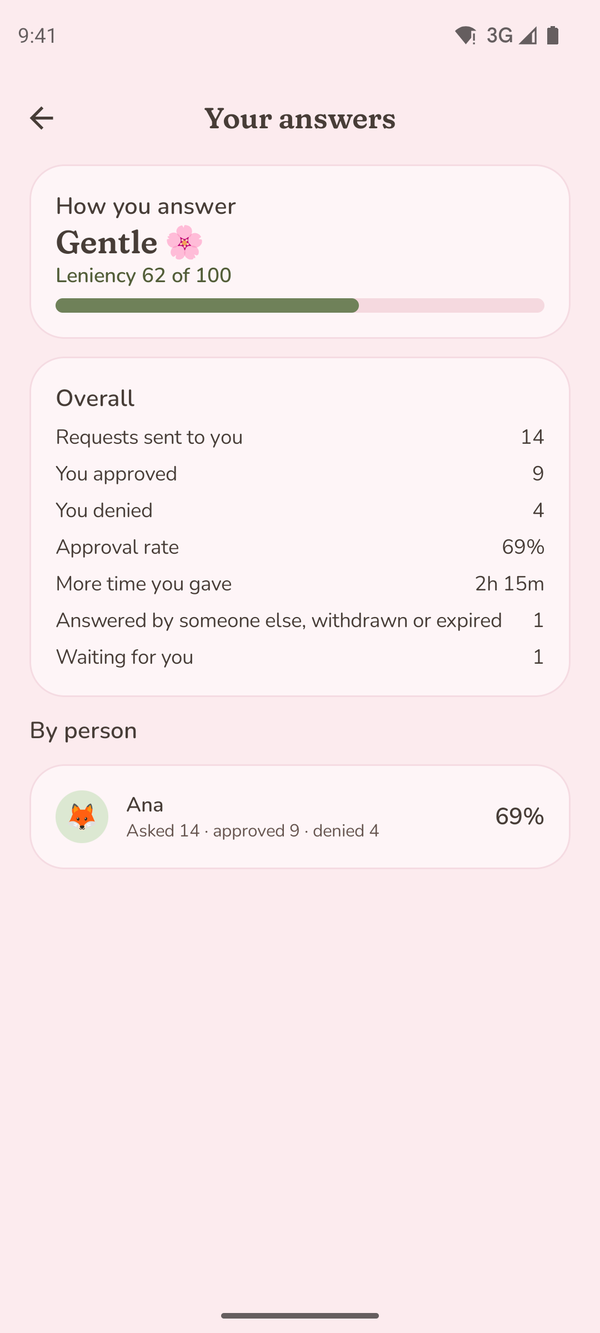 9:41
3G
Your answers
How you answer
Gentle 🌸
Leniency 62 of 100
Overall
Requests sent to you 14
You approved 9
You denied 4
Approval rate 69%
More time you gave 2h 15m
Answered by someone else, withdrawn or expired 1
Waiting for you 1
By person
Ana
Asked 14 · approved 9 · denied 4
69%